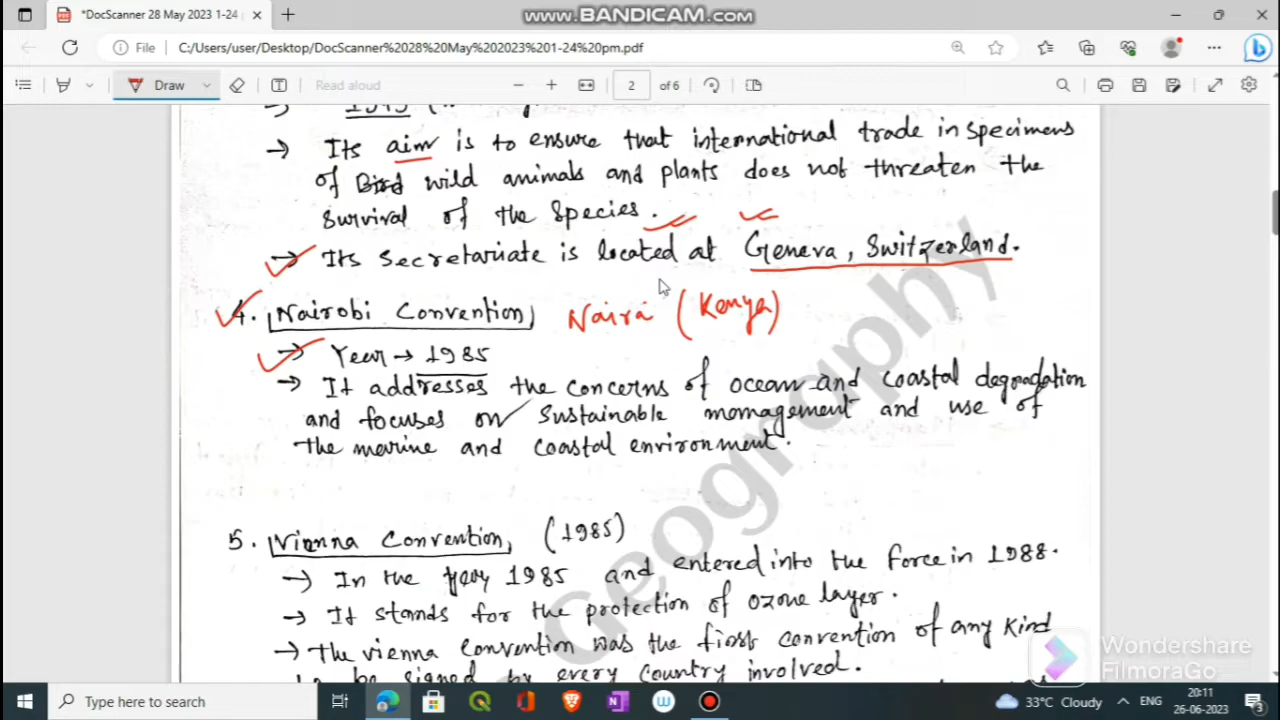 *DocScanner 28 May 2023 1-24
www.BANDICAM.com
File C:/Users/user/Desktop/DocScanner%2028%20May%202023%201-24%20pm.pdf
Draw Read aloud 2 of 6
→ Its aim is to ensure that international trade in specimens
of wild animals and plants does not threaten the
survival of the species.
→ Its secretariate is located at Geneva, Switzerland.
4. Nairobi Convention Naira (Kenya)
→ Year → 1985
→ It addresses the concerns of ocean and coastal degradation
and focuses on sustainable momagement and use of
the marine and coastal environment.
5. Vienna Convention (1985)
→ In the year 1985 and entered into the force in 1988.
→ It stands for the protection of ozone layer.
→ The vienna convention was the first convention of any kind
to be signed by every country involved.
Geography
Wondershare
FilmoraGo
Type here to search
33°C Cloudy ENG 20:11
26-06-2023 3